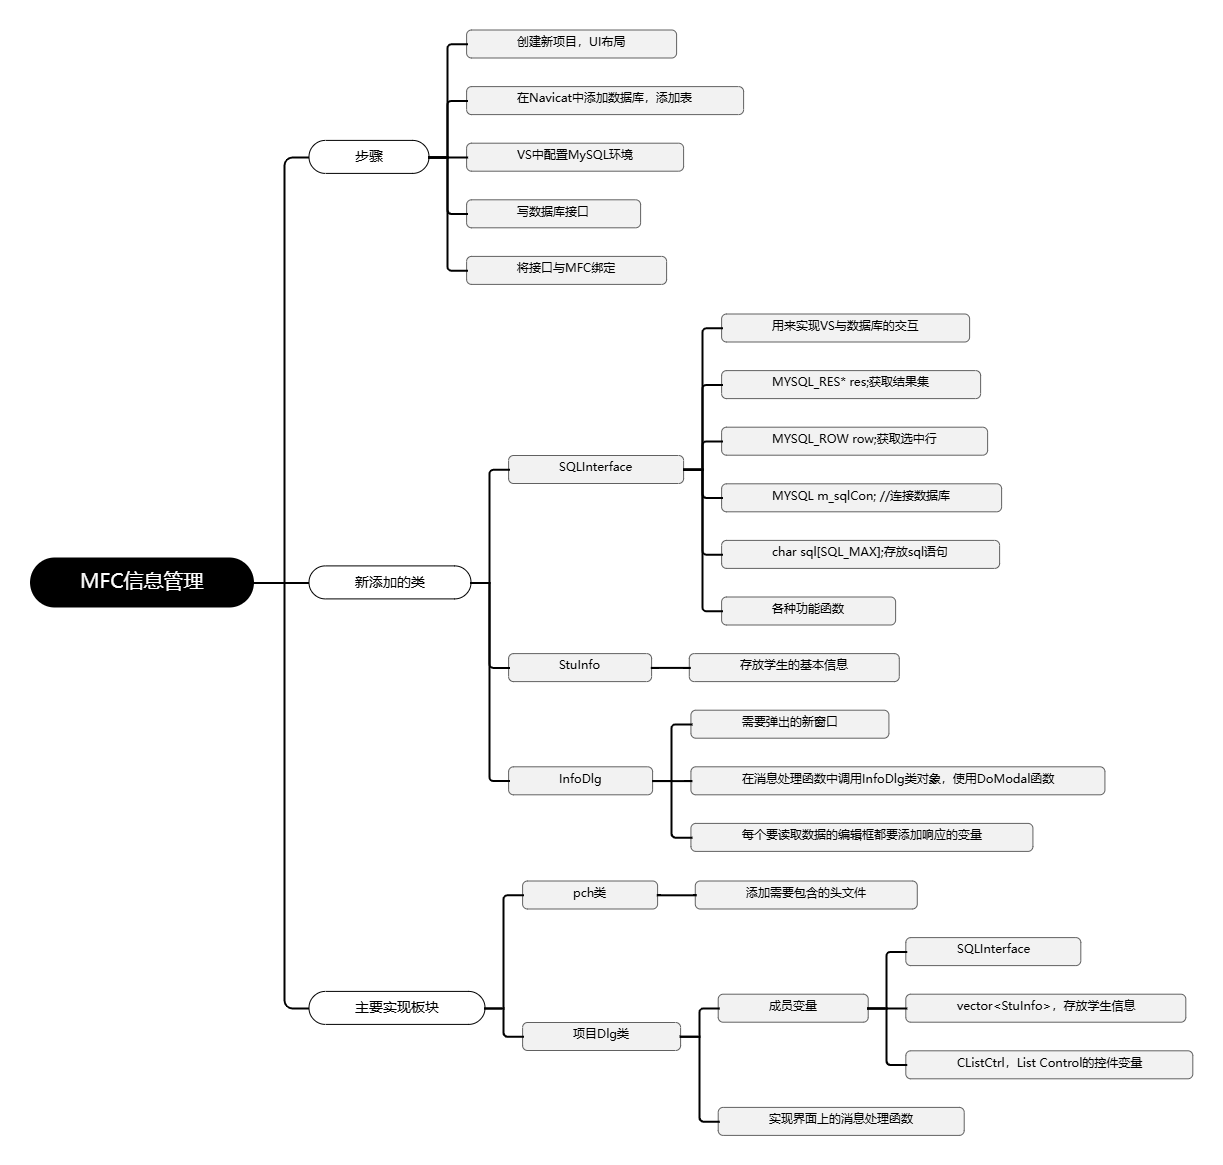 MFC信息管理
步骤
创建新项目，UI布局
在Navicat中添加数据库，添加表
VS中配置MySQL环境
写数据库接口
将接口与MFC绑定
新添加的类
SQLInterface
用来实现VS与数据库的交互
MYSQL_RES* res;获取结果集
MYSQL_ROW row;获取选中行
MYSQL m_sqlCon; //连接数据库
char sql[SQL_MAX];存放sql语句
各种功能函数
StuInfo
存放学生的基本信息
InfoDlg
需要弹出的新窗口
在消息处理函数中调用InfoDlg类对象，使用DoModal函数
每个要读取数据的编辑框都要添加响应的变量
主要实现板块
pch类
添加需要包含的头文件
项目Dlg类
成员变量
SQLInterface
vector<StuInfo>，存放学生信息
CListCtrl，List Control的控件变量
实现界面上的消息处理函数